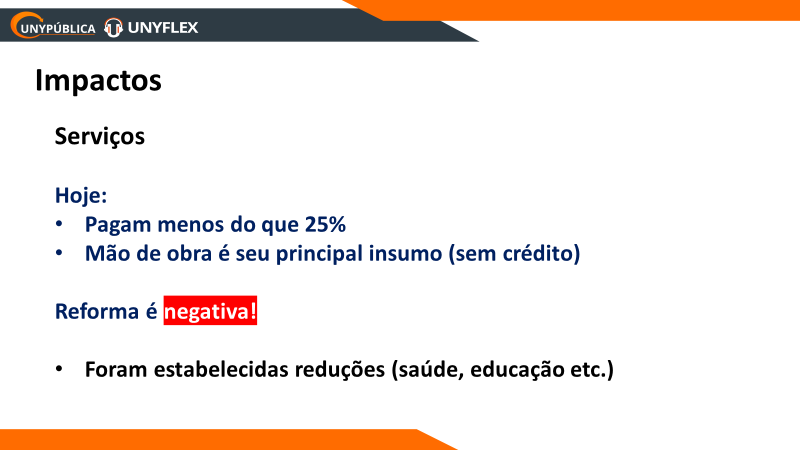 UNYPÚBLICA UNYFLEX
Impactos
Serviços
Hoje:
• Pagam menos do que 25%
• Mão de obra é seu principal insumo (sem crédito)
Reforma é negativa!
• Foram estabelecidas reduções (saúde, educação etc.)